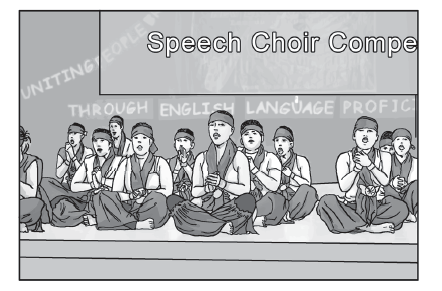 Speech Choir Compe
UNITING PEOPLE
THROUGH ENGLISH LANGUAGE PROFIC